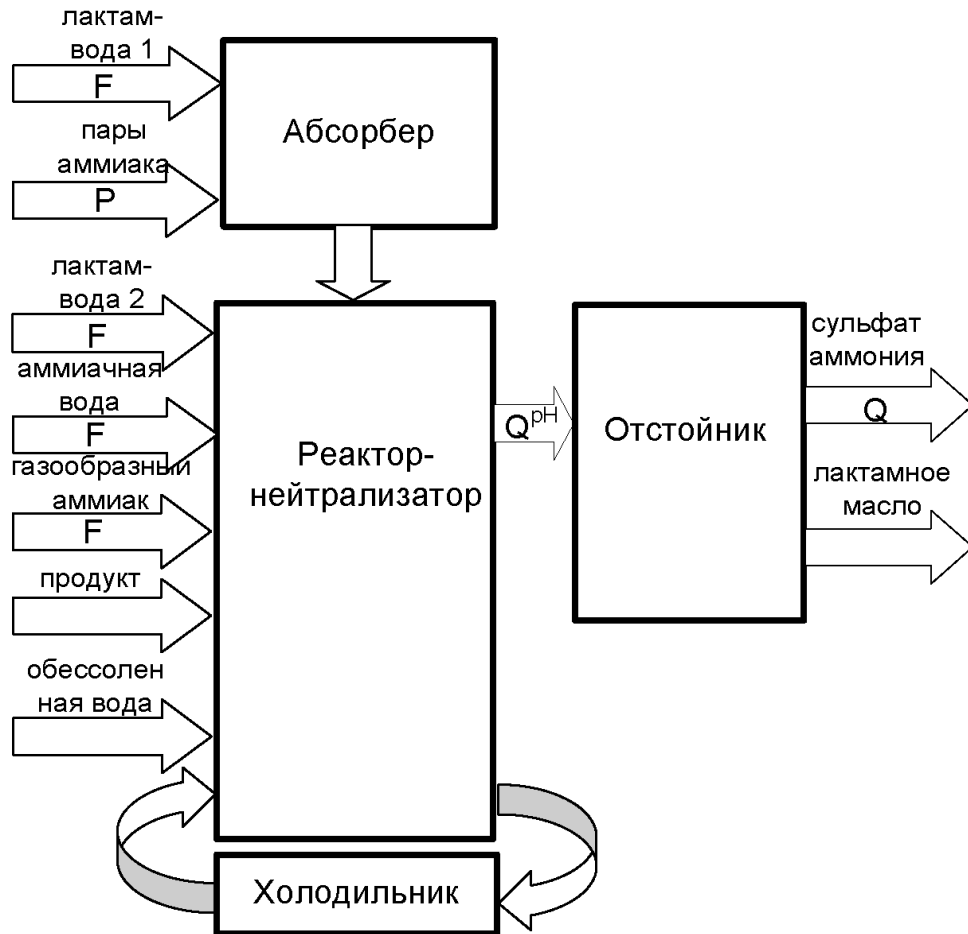 лактам-
вода 1
F
пары
аммиака
P
Абсорбер
лактам-
вода 2
F
аммиачная
вода
F
газообразный
аммиак
F
продукт
обессолен
ная вода
Реактор-
нейтрализатор
Q^pH
Отстойник
сульфат
аммония
Q
лактамное
масло
Холодильник